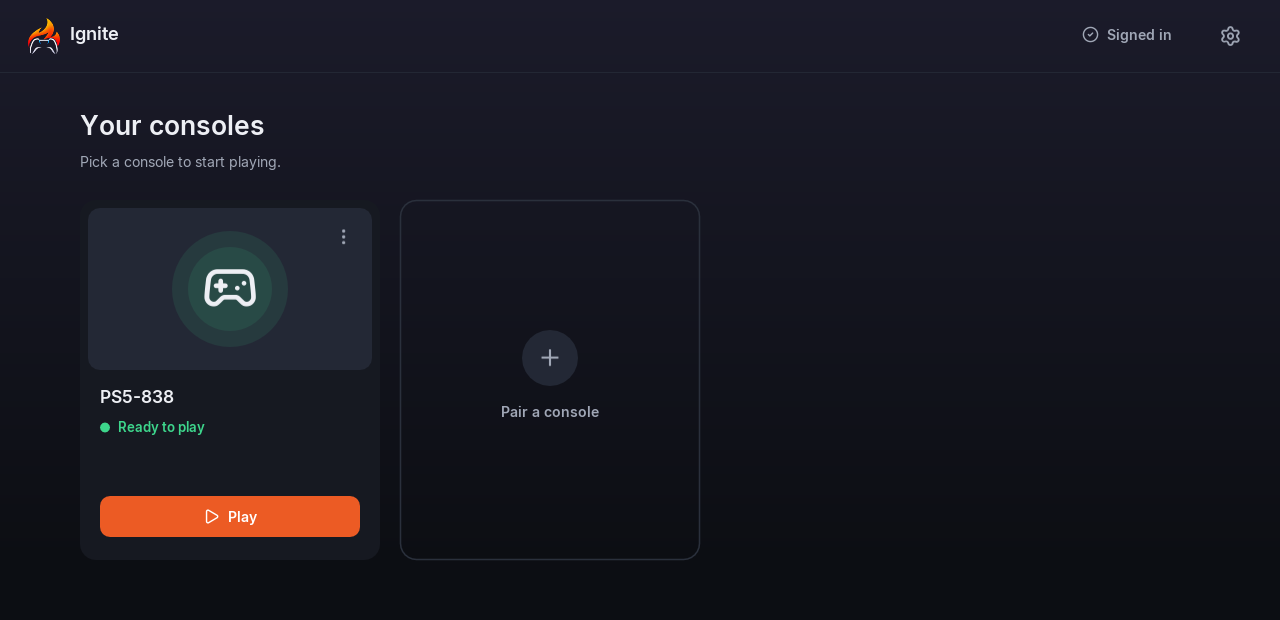 Ignite
Signed in
Your consoles
Pick a console to start playing.
PS5-838
Ready to play
Play
Pair a console